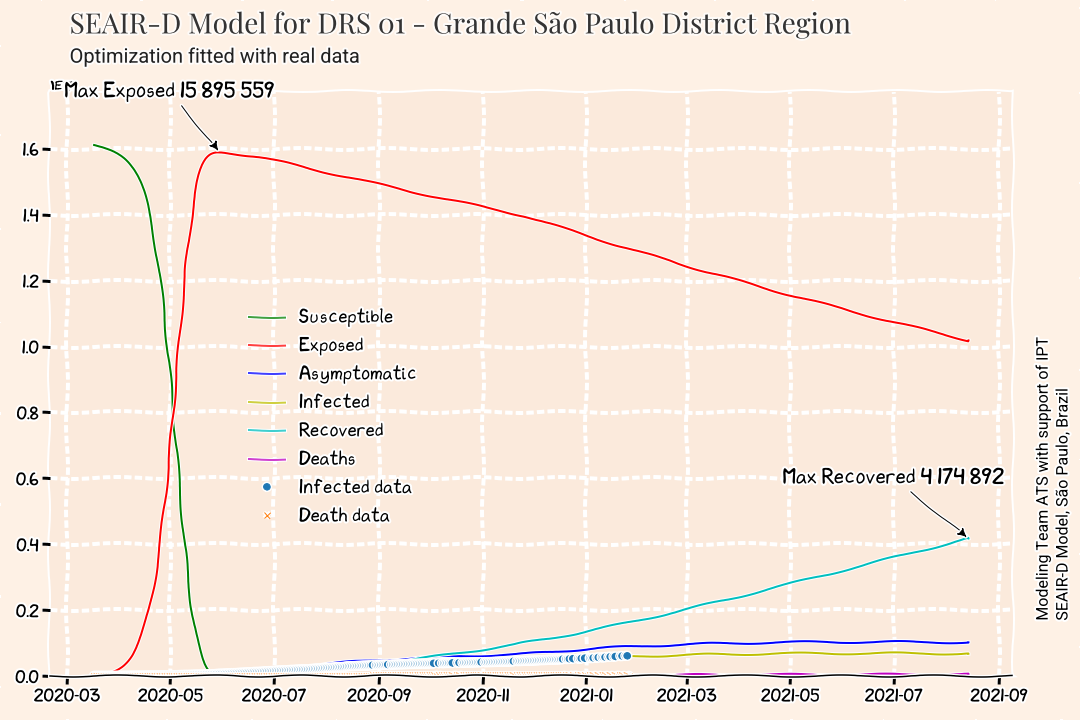 SEAIR-D Model for DRS 01 - Grande São Paulo District Region
Optimization fitted with real data
Max Exposed 15 895 559
1.6
1.4
1.2
1.0
0.8
0.6
0.4
0.2
0.0
Susceptible
Exposed
Asymptomatic
Infected
Recovered
Deaths
Infected data
Death data
Max Recovered 4 174 892
2020-03
2020-05
2020-07
2020-09
2020-11
2021-01
2021-03
2021-05
2021-07
2021-09
Modeling Team ATS with support of IPT
SEAIR-D Model, São Paulo, Brazil